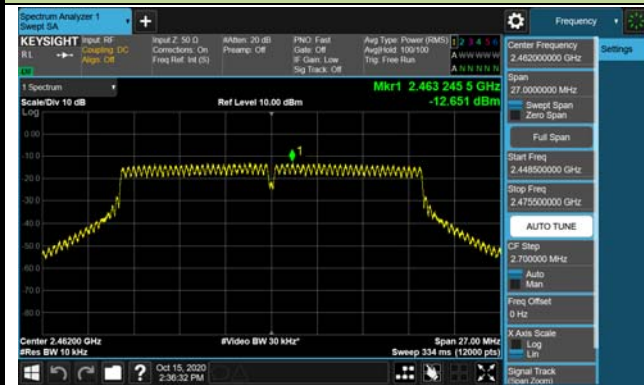 Spectrum Analyzer 1
Swept SA
Frequency
KEYSIGHT
Input: RF
Coupling: DC
Align: Off
Input Z: 50 Ω
Corrections: On
Freq Ref: Int (S)
#Atten: 20 dB
Preamp: Off
PNO: Fast
Gate: Off
IF Gain: Low
Sig Track: Off
Avg Type: Power (RMS)
Avg|Hold: 100/100
Trig: Free Run
1 2 3 4 5 6
A W W W W W
A N N N N N
RL
1 Spectrum
Scale/Div 10 dB
Log
Ref Level 10.00 dBm
Mkr1 2.463 245 5 GHz
-12.651 dBm
1
0.00
-10.0
-20.0
-30.0
-40.0
-50.0
-60.0
-70.0
-80.0
Center 2.46200 GHz
#Res BW 10 kHz
#Video BW 30 kHz*
Span 27.00 MHz
Sweep 334 ms (12000 pts)
Oct 15, 2020
2:36:32 PM
Center Frequency
2.462000000 GHz
Settings
Span
27.0000000 MHz
Swept Span
Zero Span
Full Span
Start Freq
2.448500000 GHz
Stop Freq
2.475500000 GHz
AUTO TUNE
CF Step
2.700000 MHz
Auto
Man
Freq Offset
0 Hz
X Axis Scale
Log
Lin
Signal Track
(Span Zoom)